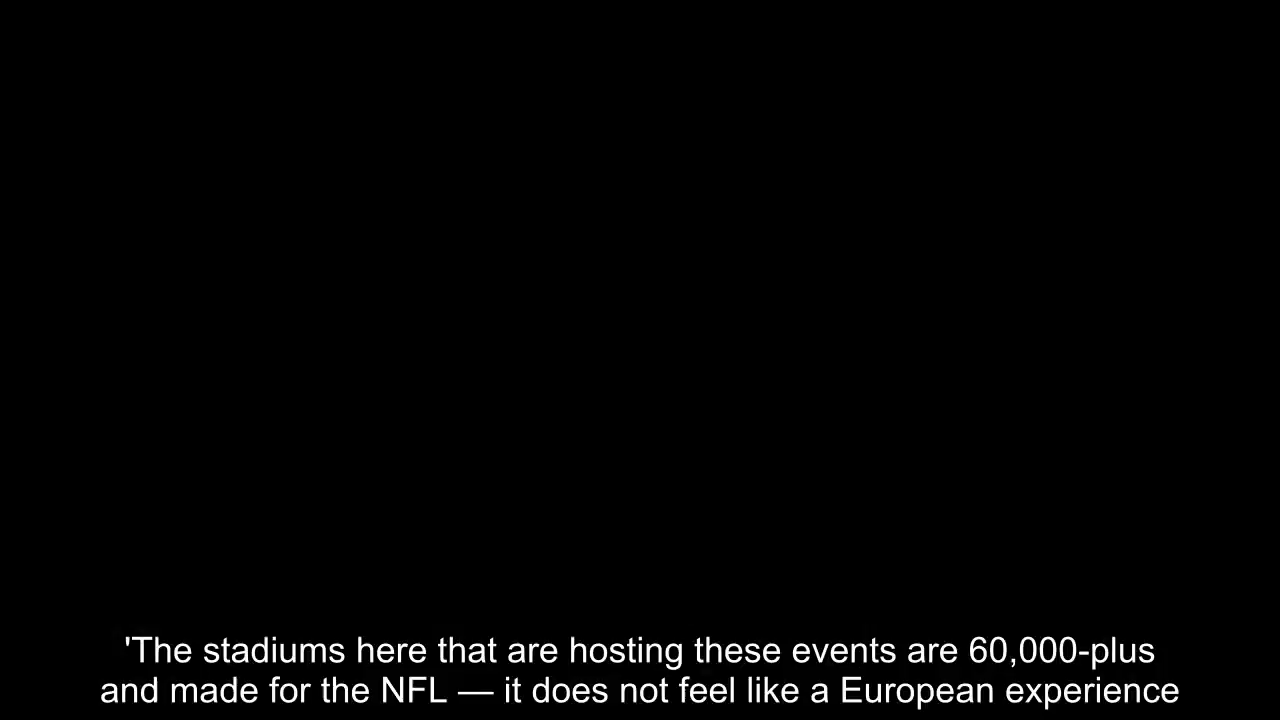 'The stadiums here that are hosting these events are 60,000-plus
and made for the NFL — it does not feel like a European experience